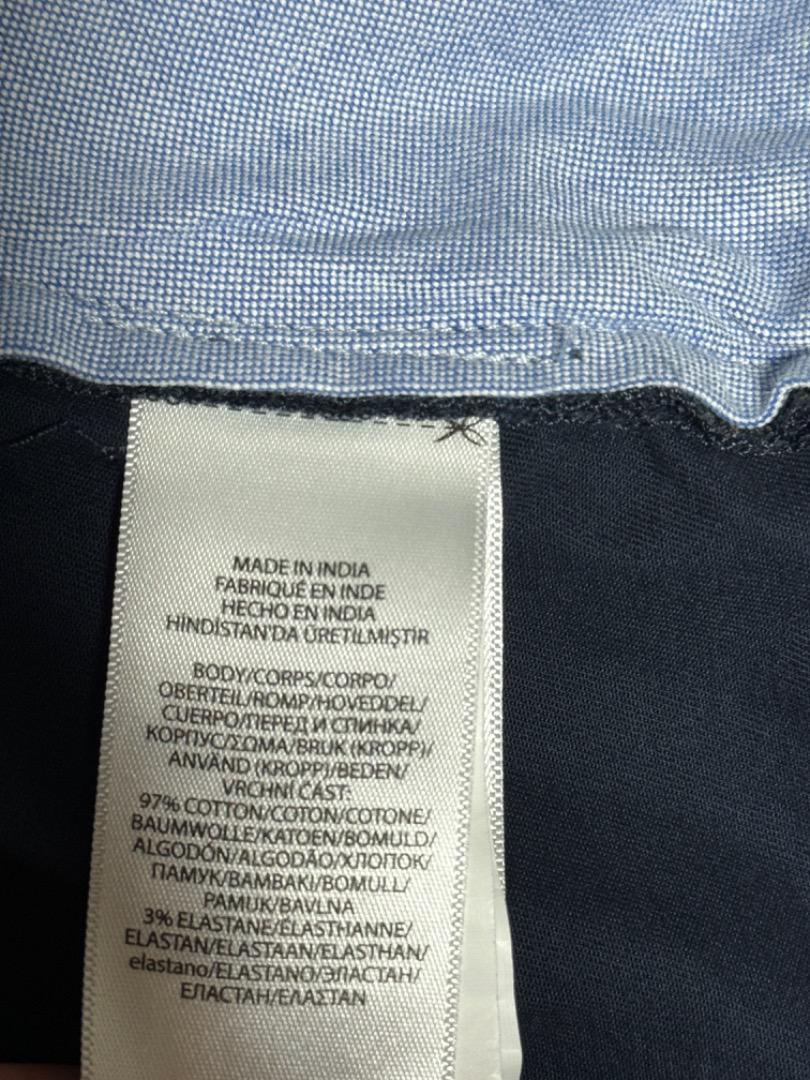 MADE IN INDIA
FABRIQUÉ EN INDE
HECHO EN INDIA
HİNDİSTAN'DA ÜRETİLMİŞTİR
BODY/CORPS/CORPO/
OBERTEIL/ROMP/HOVEDDEL/
CUERPO/ПЕРЕД И СПИНКА/
КОРПУС/ΣΩΜΑ/BRUK (KROPP)/
ANVAND (KROPP)/BEDEN/
VRCHNÍ ČÁST:
97% COTTON/COTON/COTONE/
BAUMWOLLE/KATOEN/BOMULD/
ALGODÓN/ALGODÃO/ХЛОПОК/
ПАМУК/ΒΑΜΒΑΚΙ/BOMULL/
PAMUK/BAVLNA
3% ELASTANE/ÉLASTHANNE/
ELASTAN/ELASTAAN/ELASTHAN/
elastano/ELASTANO/ЭЛАСТАН/
ЕЛАСТАН/ΕΛΑΣΤΑΝ